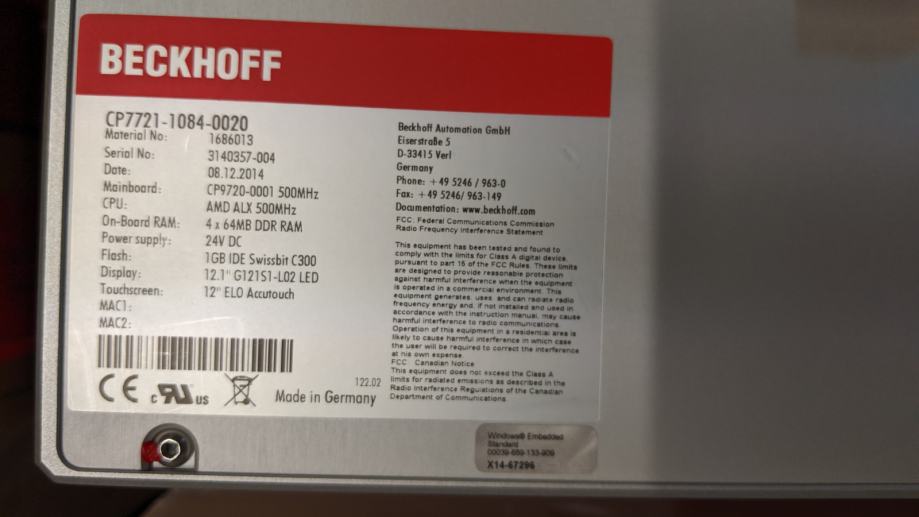 BECKHOFF
CP7721-1084-0020
Material No: 1686013
Serial No: 3140357-004
Date: 08.12.2014
Mainboard: CP9720-0001 500MHz
CPU: AMD ALX 500MHz
On-Board RAM: 4 x 64MB DDR RAM
Power supply: 24V DC
Flash: 1GB IDE Swissbit C300
Display: 12.1" G121S1-L02 LED
Touchscreen: 12" ELO Accutouch
MAC1:
MAC2:
CE c RU US
122.02
Made in Germany
Beckhoff Automation GmbH
Eiserstraße 5
D-33415 Verl
Germany
Phone: +49 5246 / 963-0
Fax: +49 5246/ 963-149
Documentation: www.beckhoff.com
FCC: Federal Communications Commission
Radio Frequency Interference Statement
This equipment has been tested and found to
comply with the limits for Class A digital device,
pursuant to part 15 of the FCC Rules. These limits
are designed to provide reasonable protection
against harmful interference when the equipment
is operated in a commercial environment. This
equipment generates, uses, and can radiate radio
frequency energy and, if not installed and used in
accordance with the instruction manual, may cause
harmful interference to radio communications.
Operation of this equipment in a residential area is
likely to cause harmful interference in which case
the user will be required to correct the interference
at his own expense.
FCC: Canadian Notice
This equipment does not exceed the Class A
limits for radiated emissions as described in the
Radio Interference Regulations of the Canadian
Department of Communications.
Windows® Embedded
Standard
00039-659-133-909
X14-67296